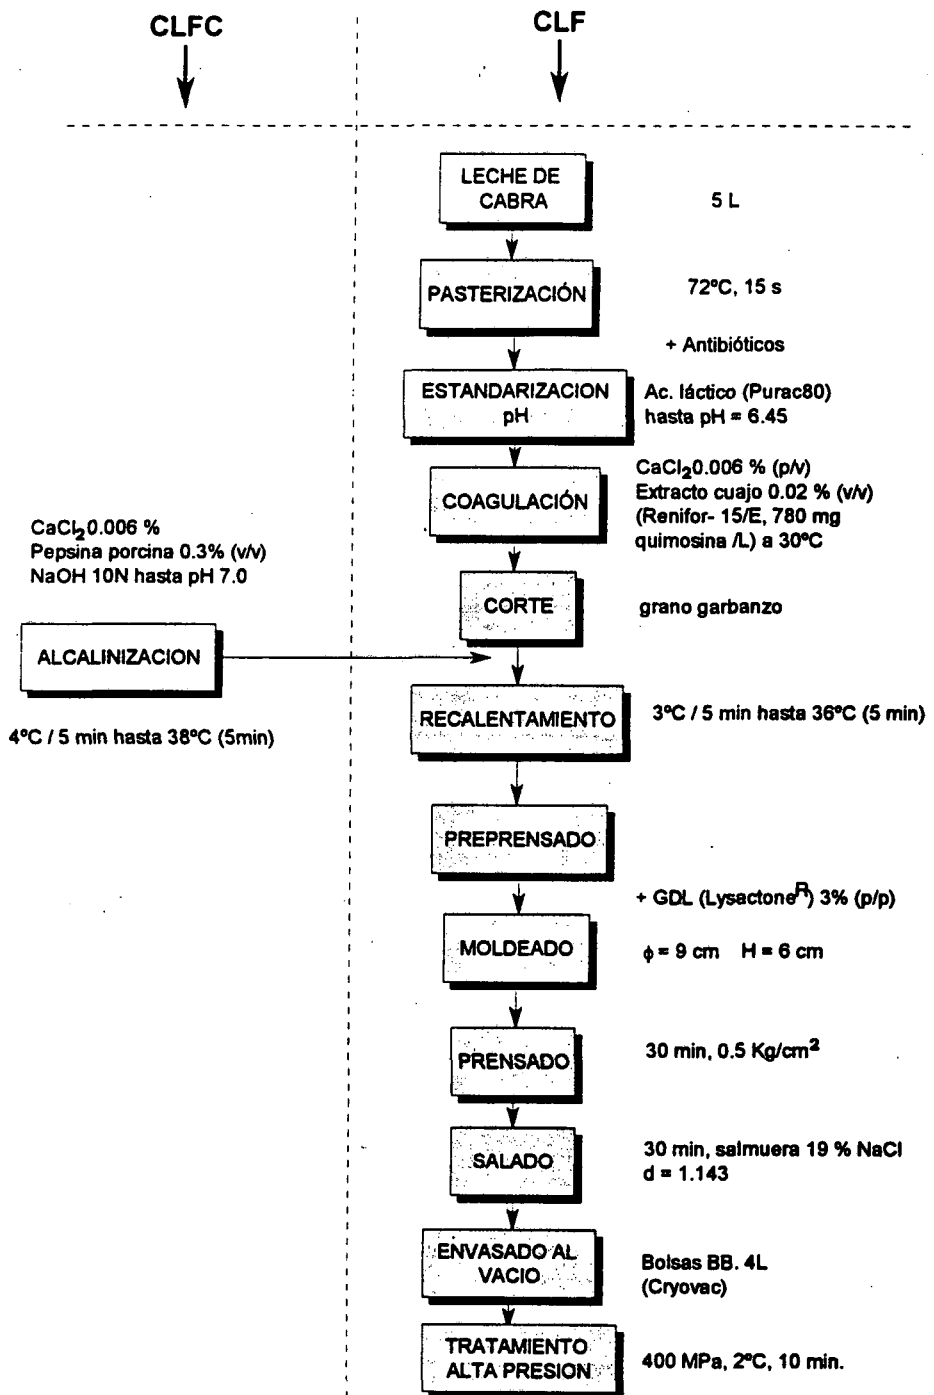 CLFC
CLF
LECHE DE
CABRA
5 L
PASTERIZACIÓN
72ºC, 15 s
+ Antibióticos
ESTANDARIZACION
pH
Ac. láctico (Purac80)
hasta pH = 6.45
COAGULACIÓN
CaCl₂0.006 % (p/v)
Extracto cuajo 0.02 % (v/v)
(Renifor- 15/E, 780 mg
quimosina /L) a 30ºC
CaCl₂0.006 %
Pepsina porcina 0.3% (v/v)
NaOH 10N hasta pH 7.0
CORTE
grano garbanzo
ALCALINIZACION
4ºC / 5 min hasta 38ºC (5min)
RECALENTAMIENTO
3ºC / 5 min hasta 36ºC (5 min)
PREPRENSADO
+ GDL (Lysactoneᴿ) 3% (p/p)
MOLDEADO
ϕ = 9 cm H = 6 cm
PRENSADO
30 min, 0.5 Kg/cm²
SALADO
30 min, salmuera 19 % NaCl
d = 1.143
ENVASADO AL
VACIO
Bolsas BB. 4L
(Cryovac)
TRATAMIENTO
ALTA PRESION
400 MPa, 2ºC, 10 min.